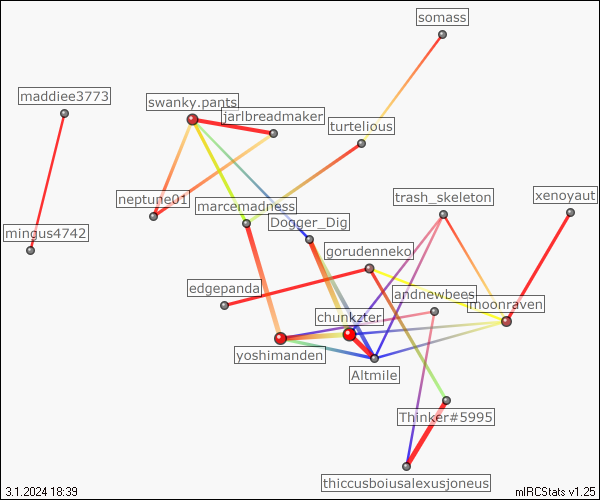 somass
maddiee3773
swanky.pants
jarlbreadmaker
turtelious
neptune01
marcemadness
trash_skeleton
xenoyaut
Dogger_Dig
mingus4742
gorudenneko
edgepanda
andnewbees
moonraven
chunkzter
yoshimanden
Altmile
Thinker#5995
thiccusboiusalexusjoneus
3.1.2024 18:39
mIRCStats v1.25